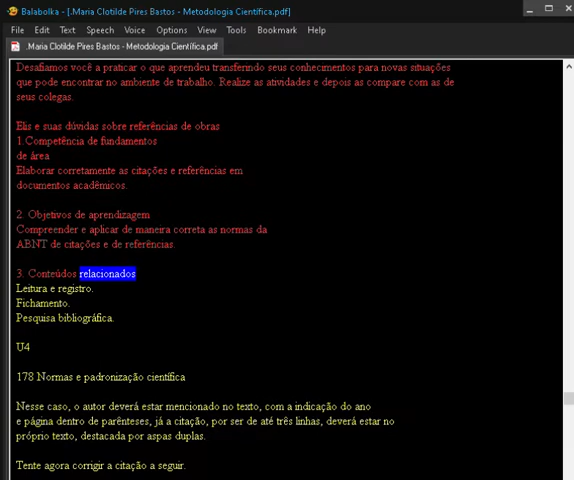 Balabolka - [.Maria Clotilde Pires Bastos - Metodologia Científica.pdf]
File Edit Text Speech Voice Options View Tools Bookmark Help
.Maria Clotilde Pires Bastos - Metodologia Científica.pdf
Desafiamos você a praticar o que aprendeu transferindo seus conhecimentos para novas situações
que pode encontrar no ambiente de trabalho. Realize as atividades e depois as compare com as de
seus colegas.
Elis e suas dúvidas sobre referências de obras
1.Competência de fundamentos
de área
Elaborar corretamente as citações e referências em
documentos acadêmicos.
2. Objetivos de aprendizagem
Compreender e aplicar de maneira correta as normas da
ABNT de citações e de referências.
3. Conteúdos relacionados
Leitura e registro.
Fichamento.
Pesquisa bibliográfica.
U4
178 Normas e padronização científica
Nesse caso, o autor deverá estar mencionado no texto, com a indicação do ano
e página dentro de parênteses, já a citação, por ser de até três linhas, deverá estar no
próprio texto, destacada por aspas duplas.
Tente agora corrigir a citação a seguir.